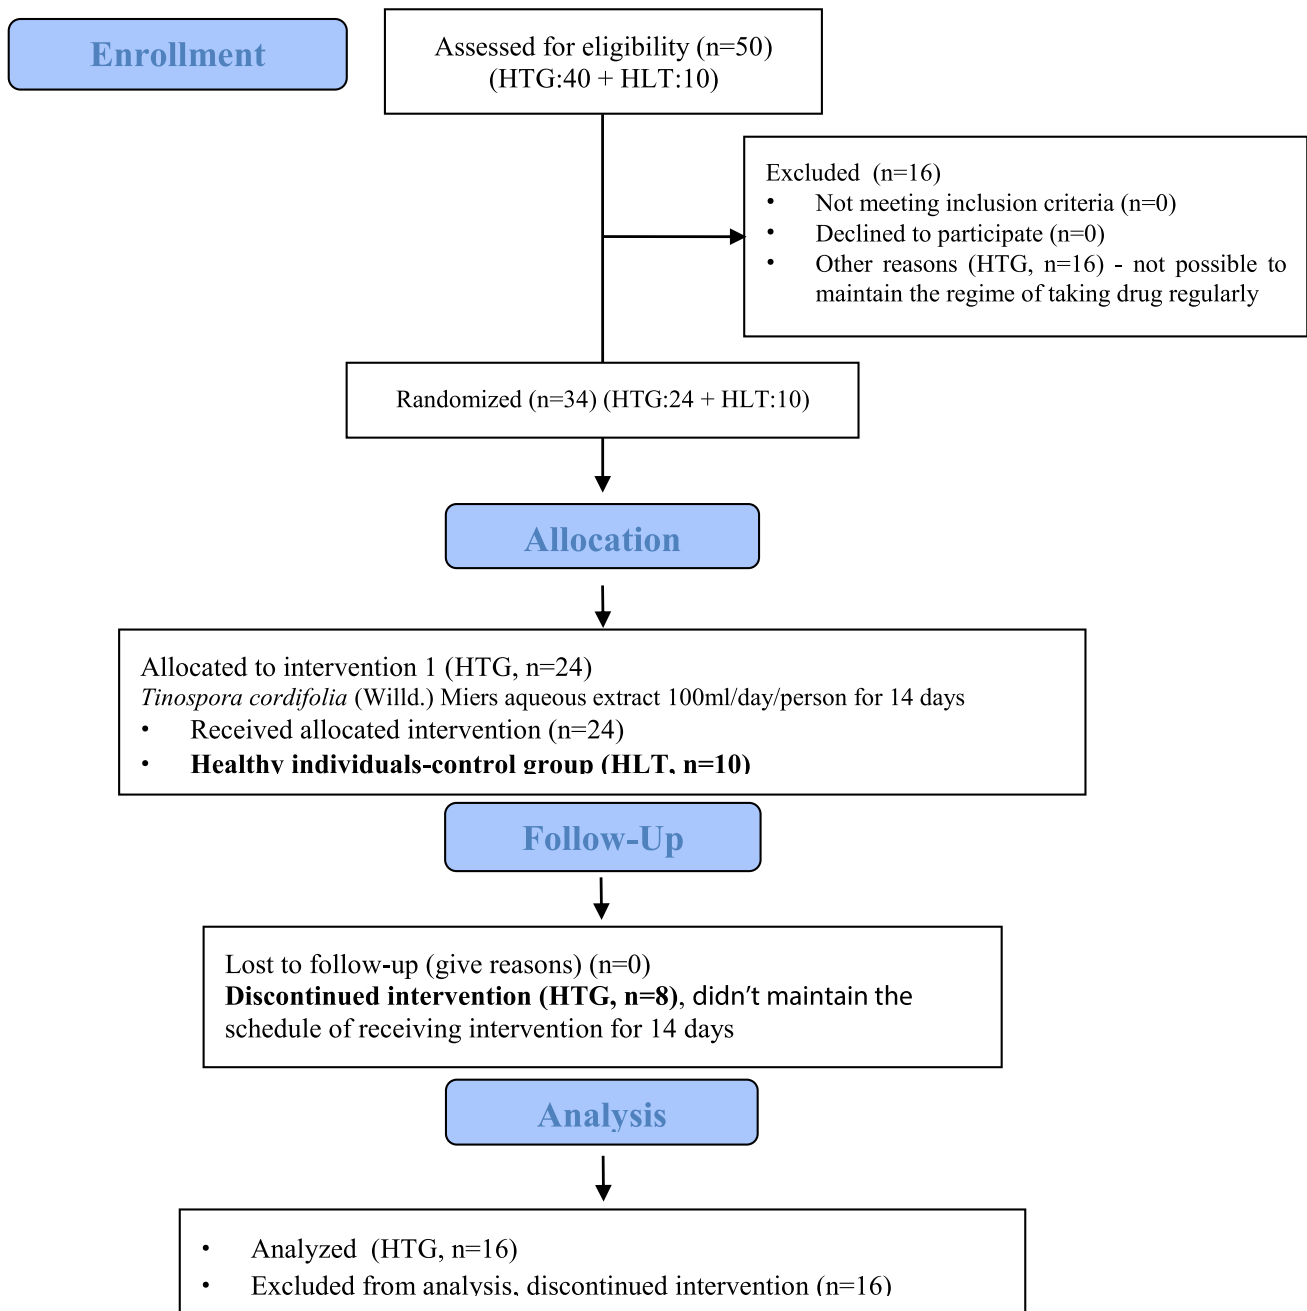 Enrollment
Assessed for eligibility (n=50)
(HTG:40 + HLT:10)
Excluded (n=16)
• Not meeting inclusion criteria (n=0)
• Declined to participate (n=0)
• Other reasons (HTG, n=16) - not possible to
maintain the regime of taking drug regularly
Randomized (n=34) (HTG:24 + HLT:10)
Allocation
Allocated to intervention 1 (HTG, n=24)
Tinospora cordifolia (Willd.) Miers aqueous extract 100ml/day/person for 14 days
• Received allocated intervention (n=24)
• Healthy individuals-control group (HLT, n=10)
Follow-Up
Lost to follow-up (give reasons) (n=0)
Discontinued intervention (HTG, n=8), didn’t maintain the
schedule of receiving intervention for 14 days
Analysis
• Analyzed (HTG, n=16)
• Excluded from analysis, discontinued intervention (n=16)